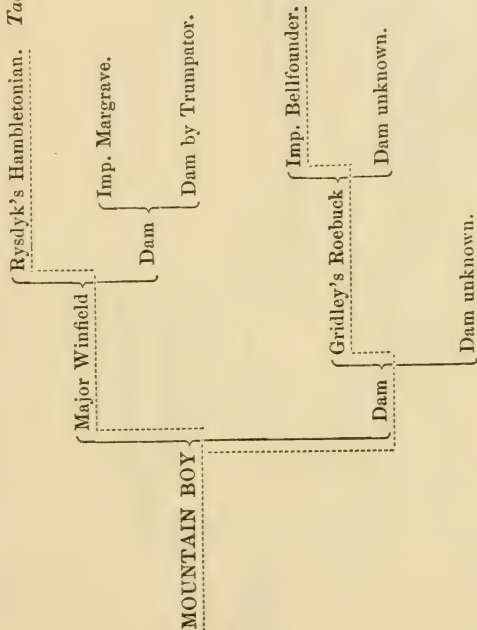 Rysdyk's Hambletonian.
Major Winfield
Imp. Margrave.
Dam
Dam by Trumpator.
MOUNTAIN BOY
Imp. Bellfounder.
Gridley's Roebuck
Dam unknown.
Dam
Dam unknown.